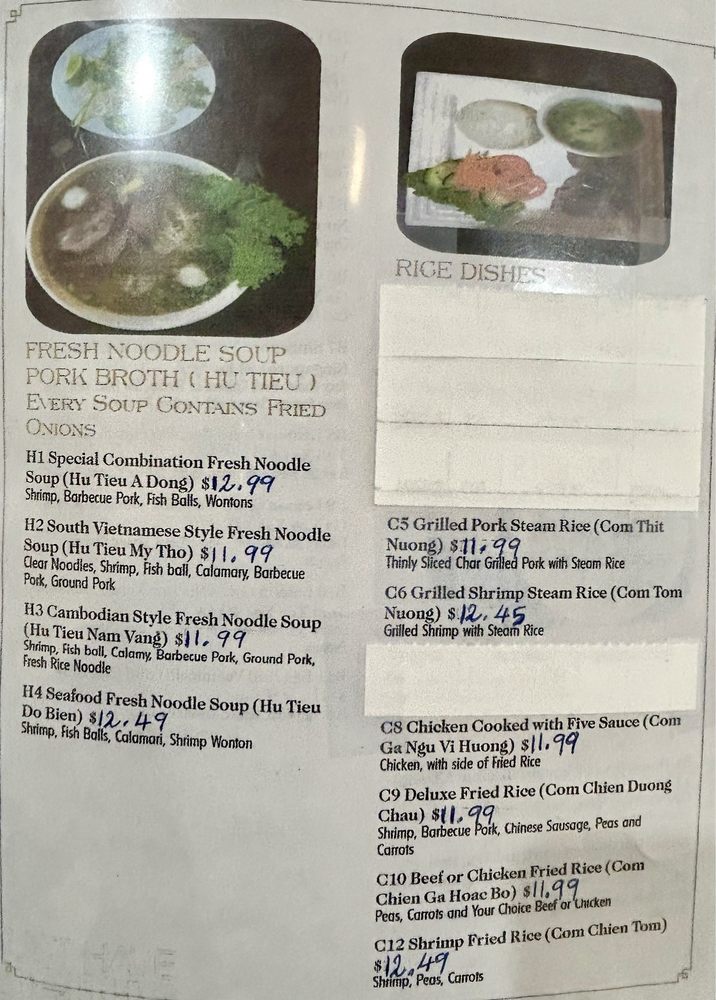 FRESH NOODLE SOUP
PORK BROTH ( HU TIEU )
EVERY SOUP CONTAINS FRIED
ONIONS
H1 Special Combination Fresh Noodle
Soup (Hu Tieu A Dong) $12.99
Shrimp, Barbecue Pork, Fish Balls, Wontons
H2 South Vietnamese Style Fresh Noodle
Soup (Hu Tieu My Tho) $11.99
Clear Noodles, Shrimp, Fish ball, Calamary, Barbecue
Pork, Ground Pork
H3 Cambodian Style Fresh Noodle Soup
(Hu Tieu Nam Vang) $11.99
Shrimp, Fish ball, Calamy, Barbecue Pork, Ground Pork,
Fresh Rice Noodle
H4 Seafood Fresh Noodle Soup (Hu Tieu
Do Bien) $12.49
Shrimp, Fish Balls, Calamari, Shrimp Wonton
RICE DISHES
C5 Grilled Pork Steam Rice (Com Thit
Nuong) $11.99
Thinly Sliced Char Grilled Pork with Steam Rice
C6 Grilled Shrimp Steam Rice (Com Tom
Nuong) $12.45
Grilled Shrimp with Steam Rice
C8 Chicken Cooked with Five Sauce (Com
Ga Ngu Vi Huong) $11.99
Chicken, with side of Fried Rice
C9 Deluxe Fried Rice (Com Chien Duong
Chau) $11.99
Shrimp, Barbecue Pork, Chinese Sausage, Peas and
Carrots
C10 Beef or Chicken Fried Rice (Com
Chien Ga Hoac Bo) $11.99
Peas, Carrots and Your Choice Beef or Chicken
C12 Shrimp Fried Rice (Com Chien Tom)
$12.49
Shrimp, Peas, Carrots